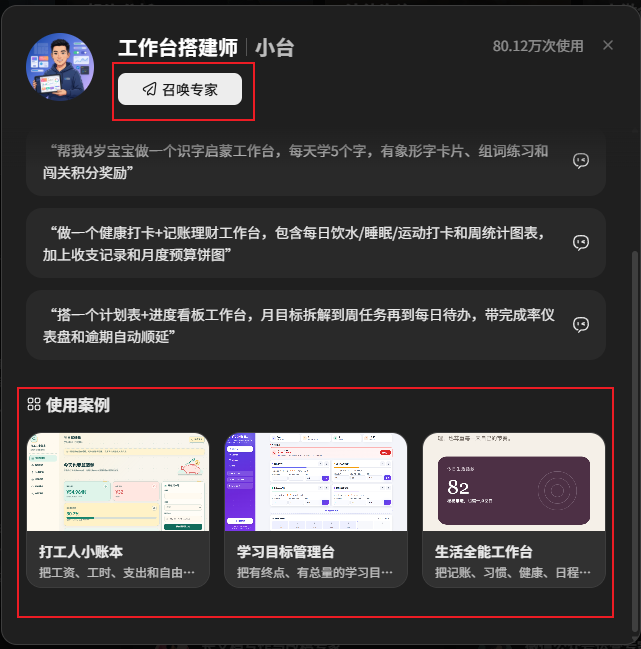 工作台搭建师 | 小台
80.12万次使用
召唤专家
“帮我4岁宝宝做一个识字启蒙工作台，每天学5个字，有象形字卡片、组词练习和
闯关积分奖励”
“做一个健康打卡+记账理财工作台，包含每日饮水/睡眠/运动打卡和周统计图表，
加上收支记录和月度预算饼图”
“搭一个计划表+进度看板工作台，月目标拆解到周任务再到每日待办，带完成率仪
表盘和逾期自动顺延”
使用案例
82
打工人小账本
把工资、工时、支出和自由…
学习目标管理台
把有终点、有总量的学习目…
生活全能工作台
把记账、习惯、健康、日程…